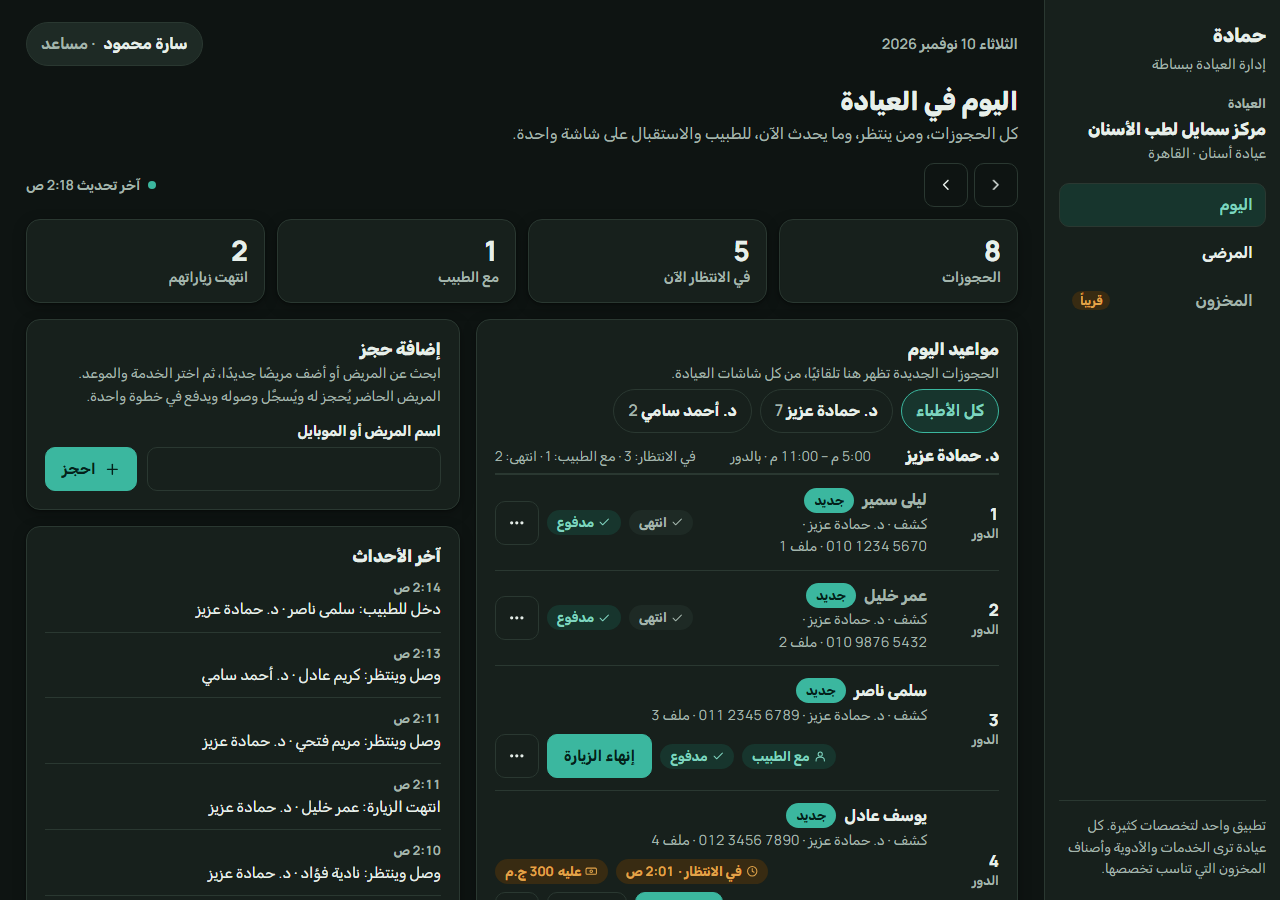 حمادة
إدارة العيادة ببساطة
العيادة
مركز سمايل لطب الأسنان
عيادة أسنان · القاهرة
اليوم
المرضى
المخزون قريباً
تطبيق واحد لتخصصات كثيرة. كل
عيادة ترى الخدمات والأدوية وأصناف
المخزون التي تناسب تخصصها.
الثلاثاء 10 نوفمبر 2026
سارة محمود · مساعد
اليوم في العيادة
كل الحجوزات، ومن ينتظر، وما يحدث الآن، للطبيب والاستقبال على شاشة واحدة.
آخر تحديث 2:18 ص
8
الحجوزات
5
في الانتظار الآن
1
مع الطبيب
2
انتهت زياراتهم
مواعيد اليوم
الحجوزات الجديدة تظهر هنا تلقائيًا، من كل شاشات العيادة.
كل الأطباء
د. حمادة عزيز 7
د. أحمد سامي 2
د. حمادة عزيز 5:00 م – 11:00 م · بالدور في الانتظار: 3 · مع الطبيب: 1 · انتهى: 2
1
الدور
ليلى سمير جديد
كشف · د. حمادة عزيز ·
010 1234 5670 · ملف 1
انتهى
مدفوع
2
الدور
عمر خليل جديد
كشف · د. حمادة عزيز ·
010 9876 5432 · ملف 2
انتهى
مدفوع
3
الدور
سلمى ناصر جديد
كشف · د. حمادة عزيز · 011 2345 6789 · ملف 3
مع الطبيب
مدفوع
إنهاء الزيارة
4
الدور
يوسف عادل جديد
كشف · د. حمادة عزيز · 012 3456 7890 · ملف 4
في الانتظار · 2:01 ص
عليه 300 ج.م
إضافة حجز
ابحث عن المريض أو أضف مريضًا جديدًا، ثم اختر الخدمة والموعد.
المريض الحاضر يُحجز له ويُسجَّل وصوله ويدفع في خطوة واحدة.
اسم المريض أو الموبايل
احجز
آخر الأحداث
2:14 ص
دخل للطبيب: سلمى ناصر · د. حمادة عزيز
2:13 ص
وصل وينتظر: كريم عادل · د. أحمد سامي
2:11 ص
وصل وينتظر: مريم فتحي · د. حمادة عزيز
2:11 ص
انتهت الزيارة: عمر خليل · د. حمادة عزيز
2:10 ص
وصل وينتظر: نادية فؤاد · د. حمادة عزيز